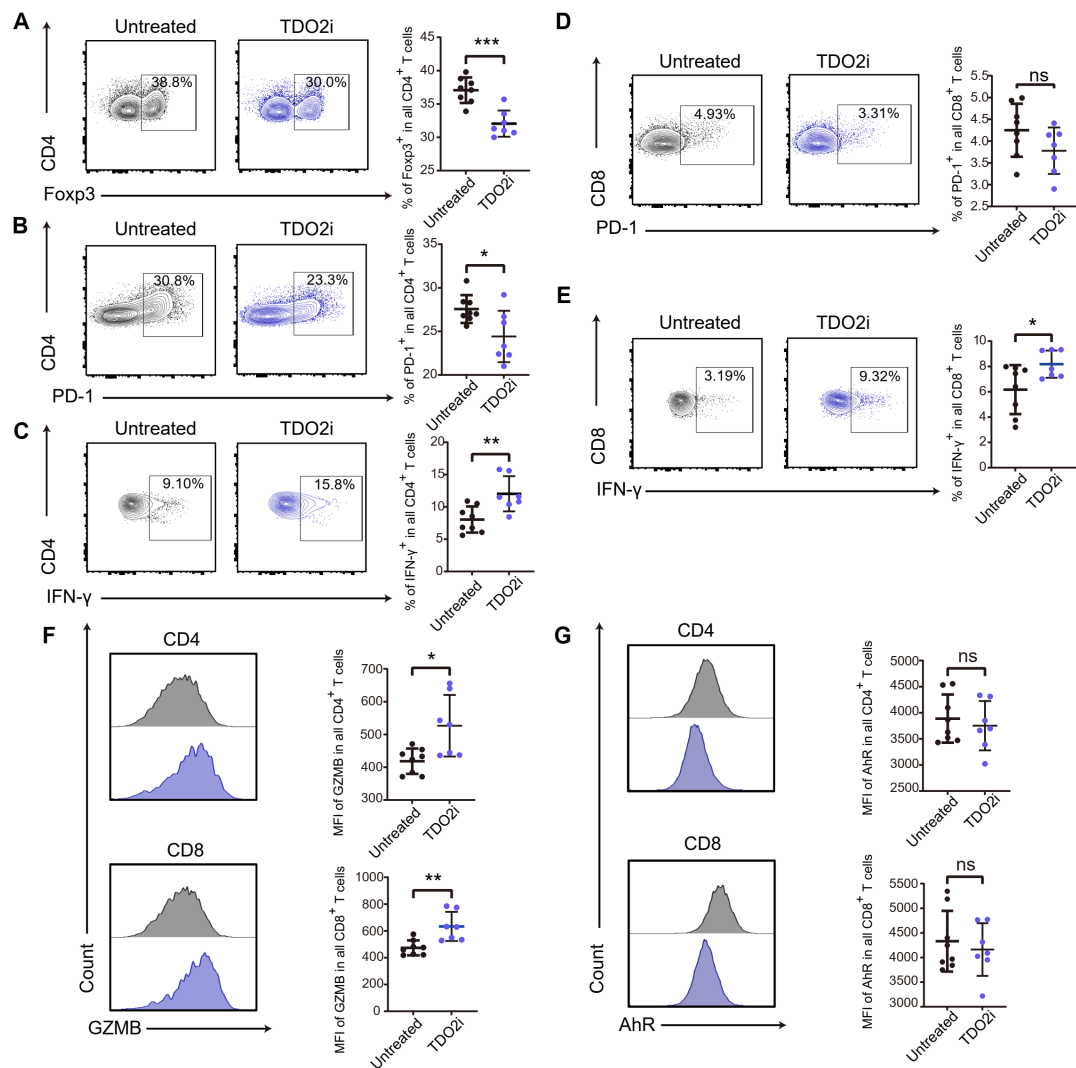 A
Untreated
TDO2i
CD4
38.8%
30.0%
Foxp3
% of Foxp3+ in all CD4+ T cells
45
40
35
30
25
***
Untreated
TDO2i
B
Untreated
TDO2i
CD4
30.8%
23.3%
PD-1
% of PD-1+ in all CD4+ T cells
35
30
25
20
*
Untreated
TDO2i
C
Untreated
TDO2i
CD4
9.10%
15.8%
IFN-γ
% of IFN-γ+ in all CD4+ T cells
20
15
10
5
0
**
Untreated
TDO2i
D
Untreated
TDO2i
CD8
4.93%
3.31%
PD-1
% of PD-1+ in all CD8+ T cells
5.5
5.0
4.5
4.0
3.5
3.0
2.5
ns
Untreated
TDO2i
E
Untreated
TDO2i
CD8
3.19%
9.32%
IFN-γ
% of IFN-γ+ in all CD8+ T cells
10
8
6
4
2
0
*
Untreated
TDO2i
F
CD4
CD8
Count
GZMB
MFI of GZMB in all CD4+ T cells
700
600
500
400
300
*
Untreated
TDO2i
MFI of GZMB in all CD8+ T cells
1000
800
600
400
200
0
**
Untreated
TDO2i
G
CD4
CD8
Count
AhR
MFI of AhR in all CD4+ T cells
5000
4500
4000
3500
3000
2500
ns
Untreated
TDO2i
MFI of AhR in all CD8+ T cells
5500
5000
4500
4000
3500
3000
ns
Untreated
TDO2i